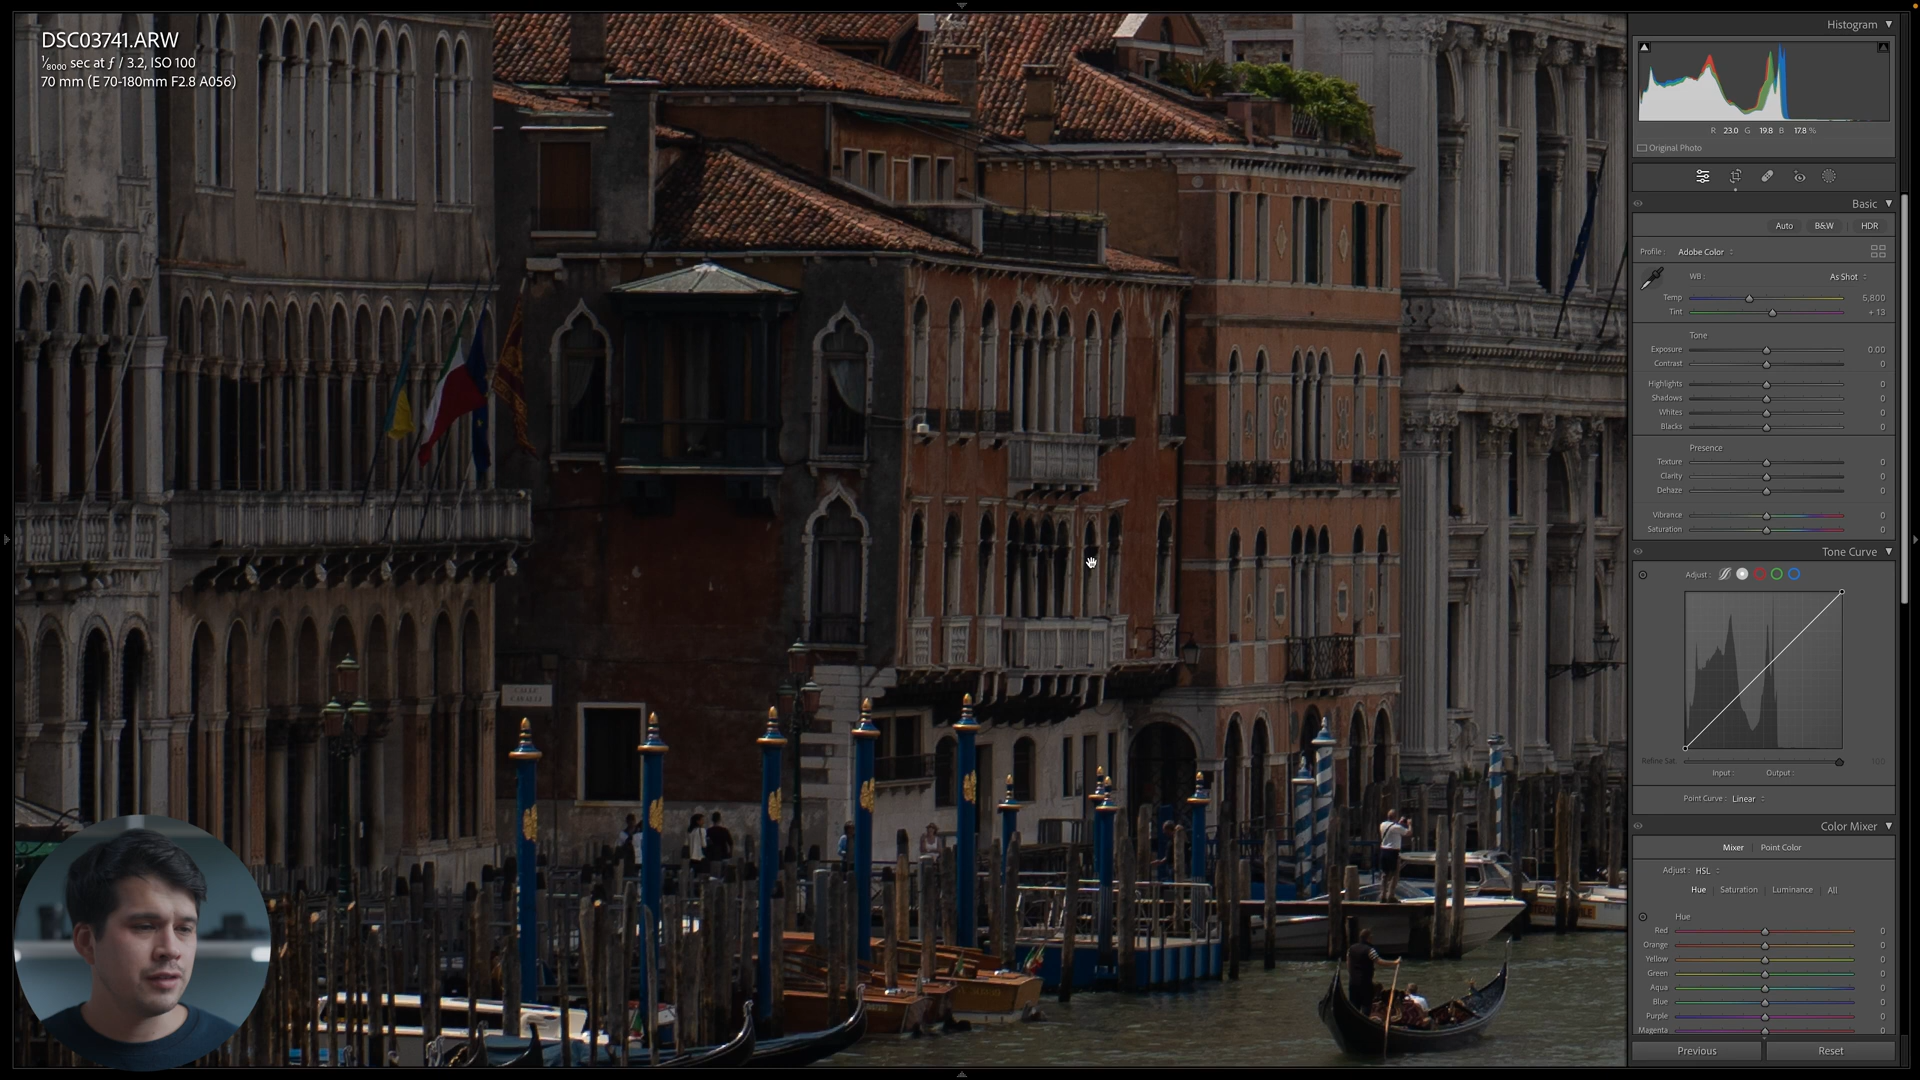 DSC03741.ARW
1/8000 sec at ƒ / 3.2, ISO 100
70 mm (E 70-180mm F2.8 A056)
Histogram
R 23.0 G 19.8 B 17.8 %
Original Photo
Basic
Auto B&W HDR
Profile : Adobe Color
WB : As Shot
Temp 5,800
Tint + 13
Tone
Exposure 0.00
Contrast 0
Highlights 0
Shadows 0
Whites 0
Blacks 0
Presence
Texture 0
Clarity 0
Dehaze 0
Vibrance 0
Saturation 0
Tone Curve
Adjust :
Refine Sat. 100
Input : Output :
Point Curve : Linear
Color Mixer
Mixer Point Color
Adjust : HSL
Hue Saturation Luminance All
Hue
Red 0
Orange 0
Yellow 0
Green 0
Aqua 0
Blue 0
Purple 0
Magenta 0
Previous Reset